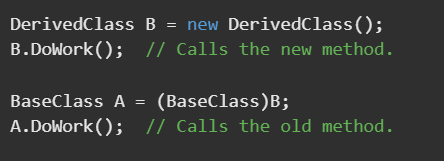 DerivedClass B = new DerivedClass();
B.DoWork();  // Calls the new method.
BaseClass A = (BaseClass)B;
A.DoWork();  // Calls the old method.